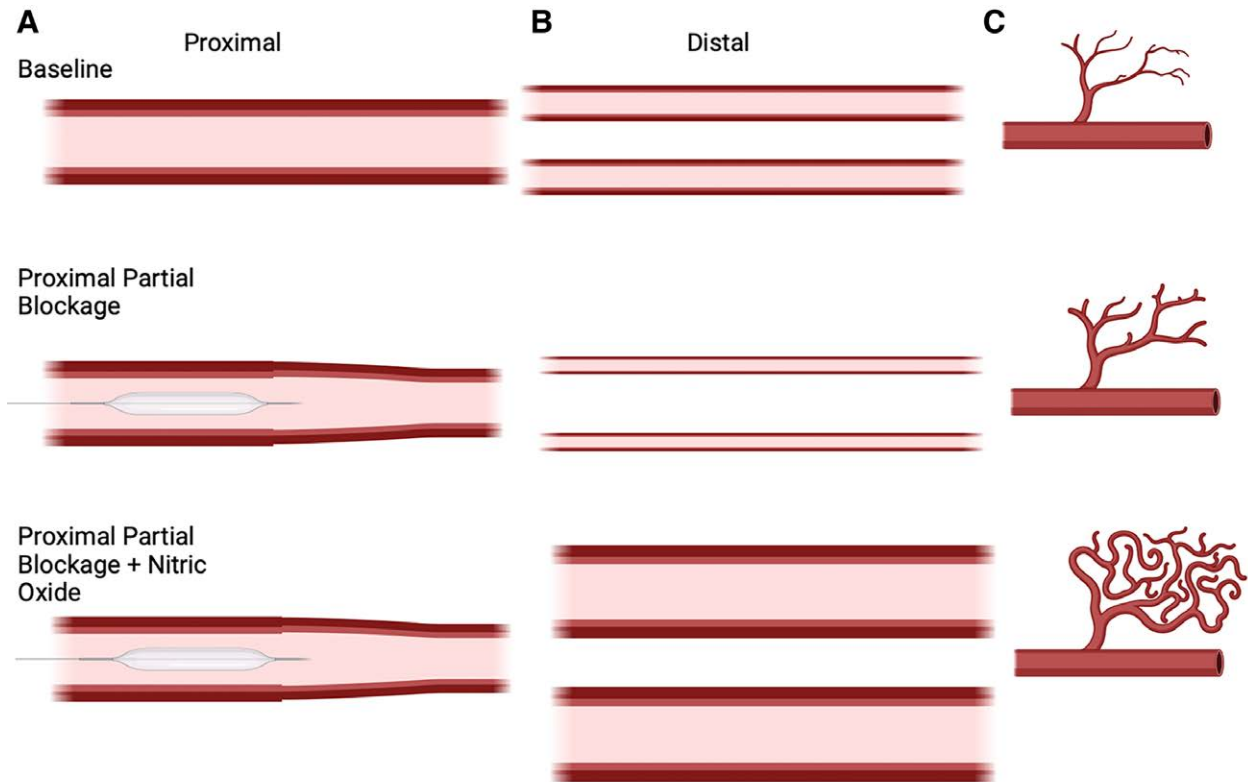 A
Proximal
B
Distal
C
Baseline
Proximal Partial
Blockage
Proximal Partial
Blockage + Nitric
Oxide